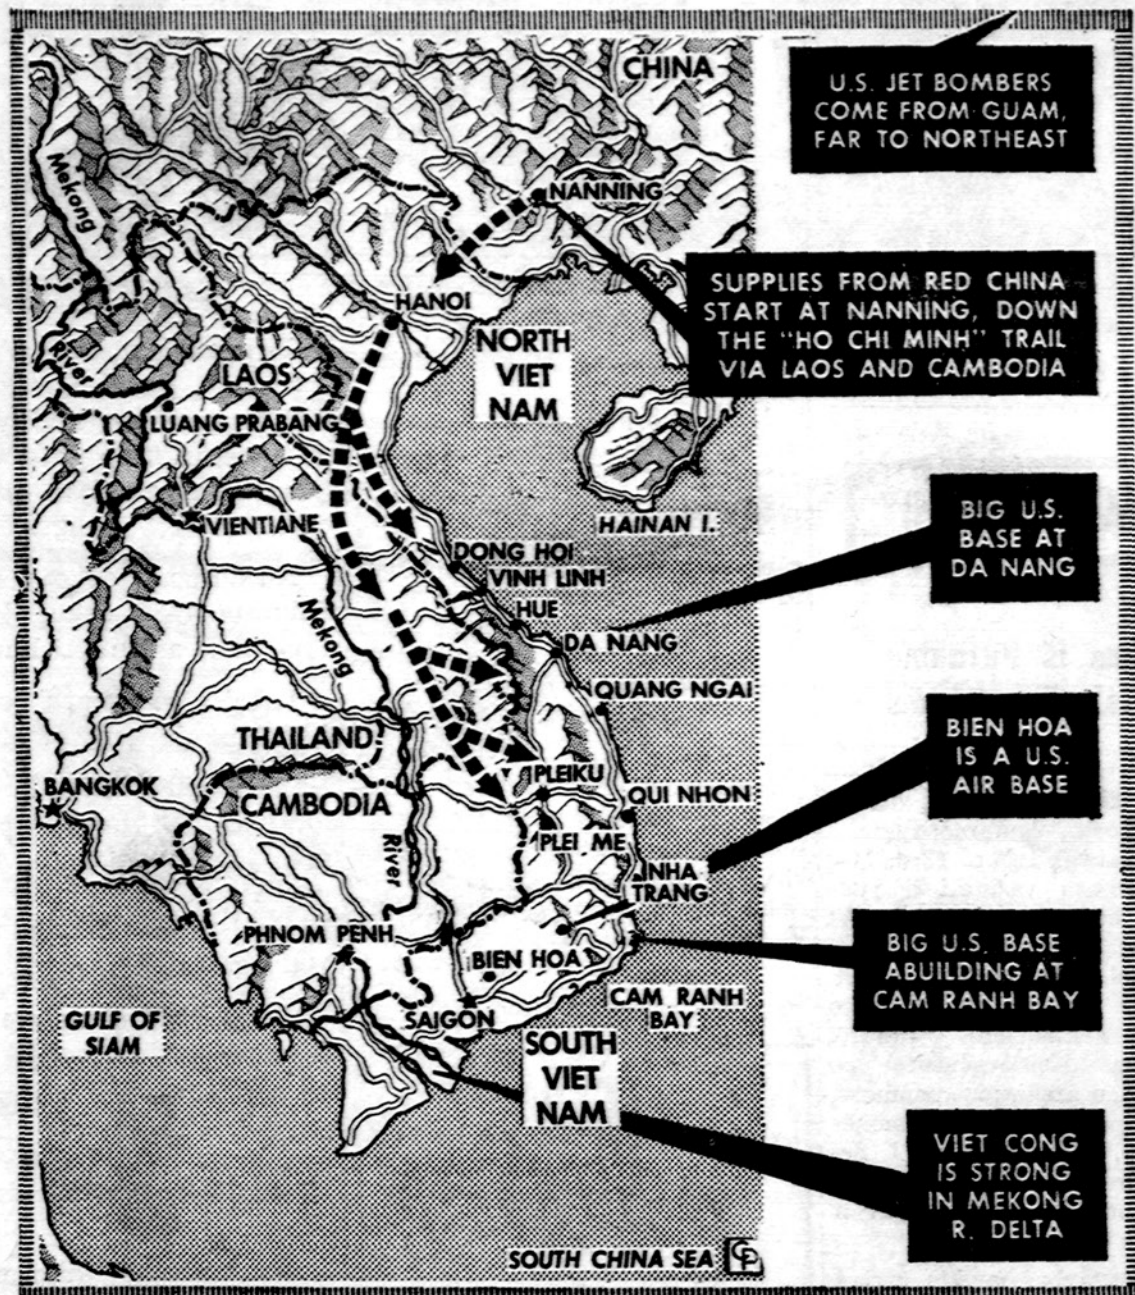 U.S. JET BOMBERS
COME FROM GUAM,
FAR TO NORTHEAST
CHINA
Mekong
NANNING
SUPPLIES FROM RED CHINA
START AT NANNING, DOWN
THE "HO CHI MINH" TRAIL
VIA LAOS AND CAMBODIA
HANOI
NORTH
VIET
NAM
River
LAOS
LUANG PRABANG
HAINAN I.
VIENTIANE
BIG U.S.
BASE AT
DA NANG
DONG HOI
VINH LINH
HUE
Mekong
DA NANG
QUANG NGAI
BIEN HOA
IS A U.S.
AIR BASE
THAILAND
BANGKOK
CAMBODIA
PLEIKU
QUI NHON
PLEI ME
River
NHA
TRANG
PHNOM PENH
BIEN HOA
BIG U.S. BASE
ABUILDING AT
CAM RANH BAY
CAM RANH
BAY
GULF OF
SIAM
SAIGON
SOUTH
VIET
NAM
VIET CONG
IS STRONG
IN MEKONG
R. DELTA
SOUTH CHINA SEA
CP